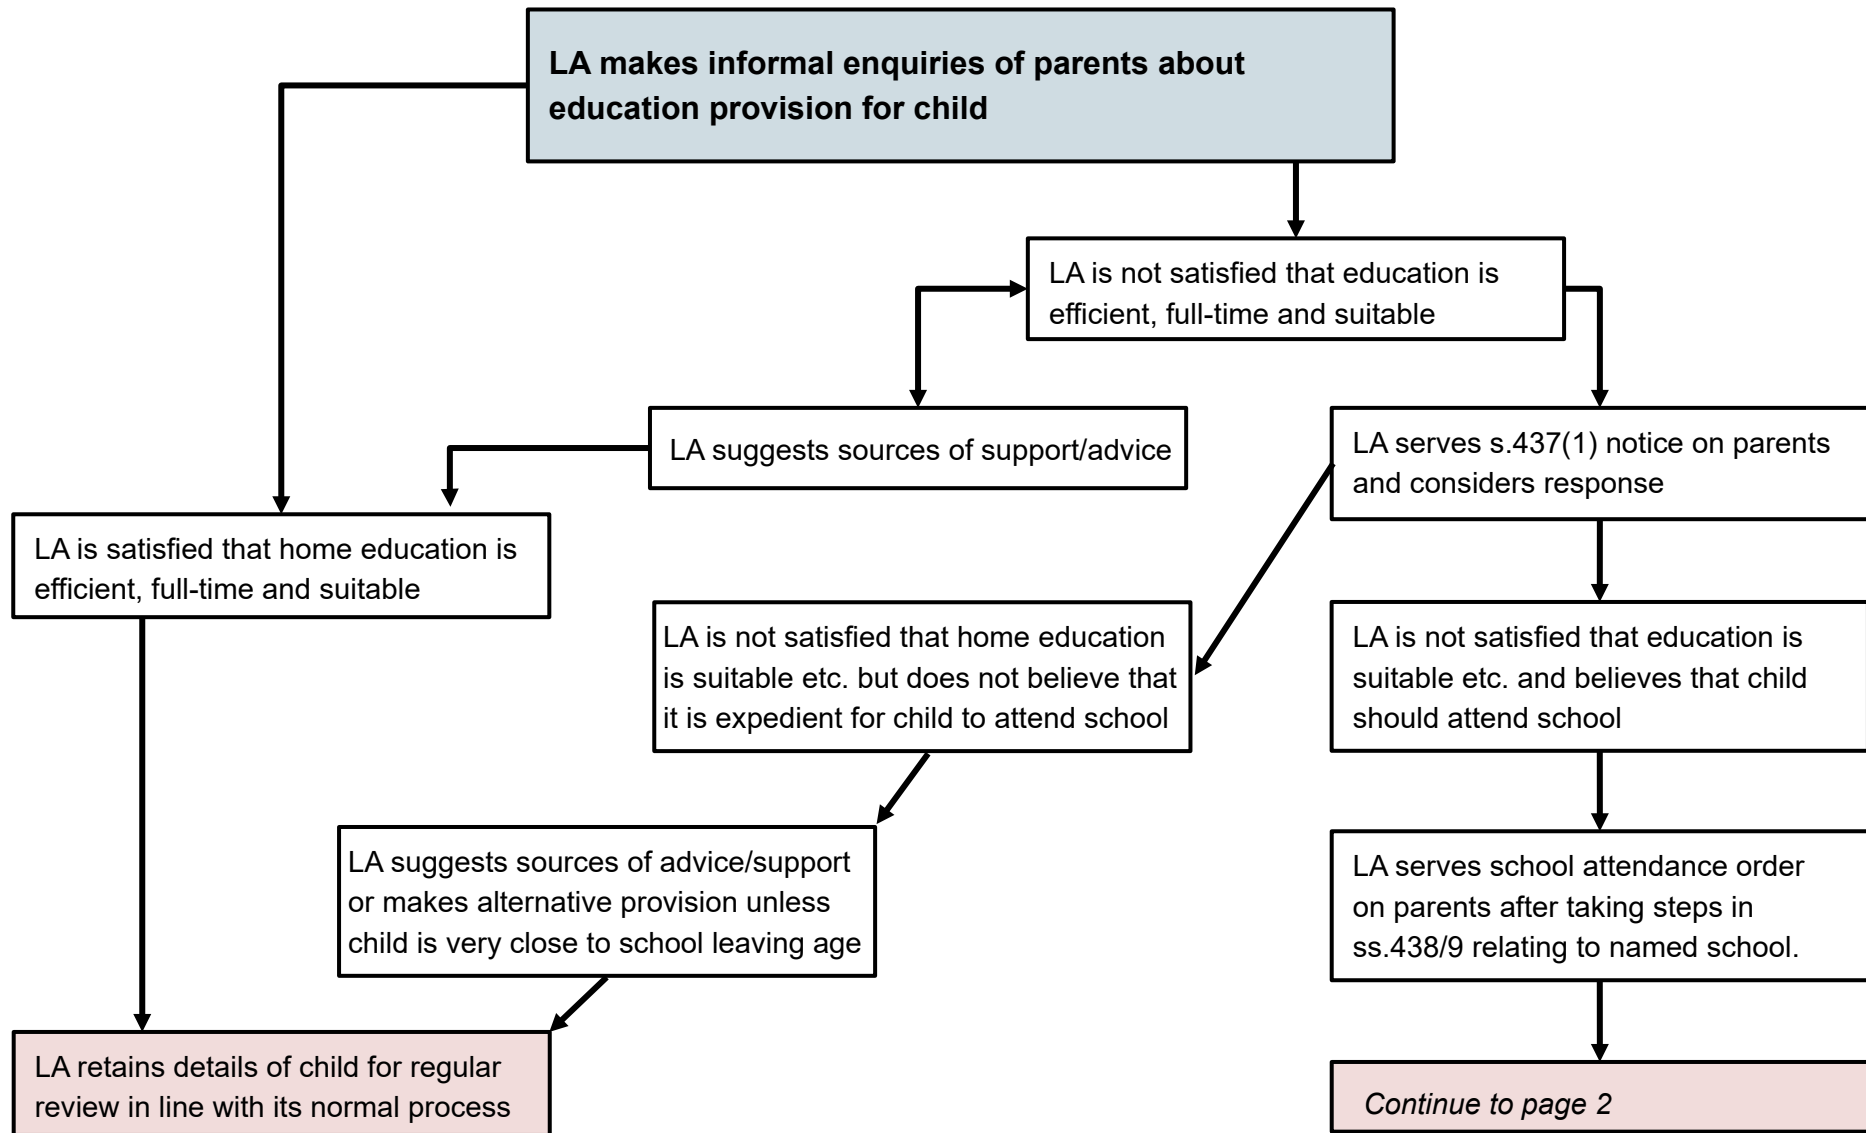 LA makes informal enquiries of parents about
education provision for child
LA is not satisfied that education is
efficient, full-time and suitable
LA suggests sources of support/advice
LA serves s.437(1) notice on parents
and considers response
LA is satisfied that home education is
efficient, full-time and suitable
LA is not satisfied that home education
is suitable etc. but does not believe that
it is expedient for child to attend school
LA is not satisfied that education is
suitable etc. and believes that child
should attend school
LA suggests sources of advice/support
or makes alternative provision unless
child is very close to school leaving age
LA serves school attendance order
on parents after taking steps in
ss.438/9 relating to named school.
LA retains details of child for regular
review in line with its normal process
Continue to page 2